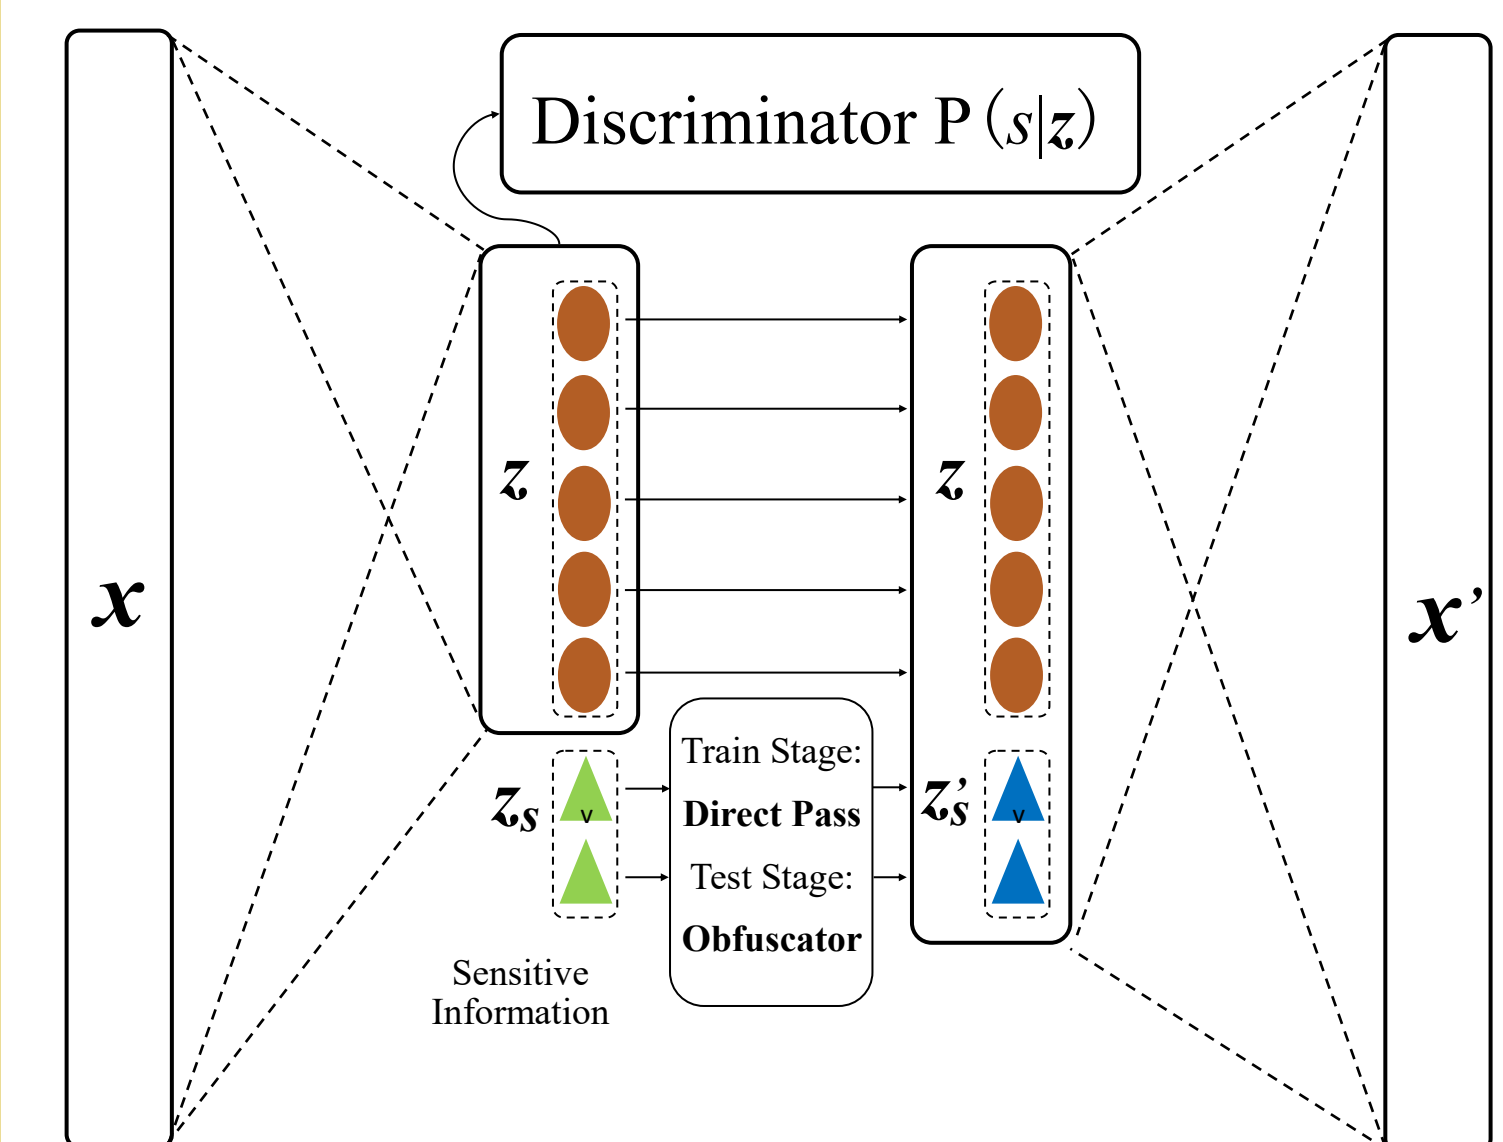 Discriminator P(s|z)
x
z
z
x’
Train Stage:
Direct Pass
Test Stage:
Obfuscator
zs
v
z’s
v
Sensitive
Information